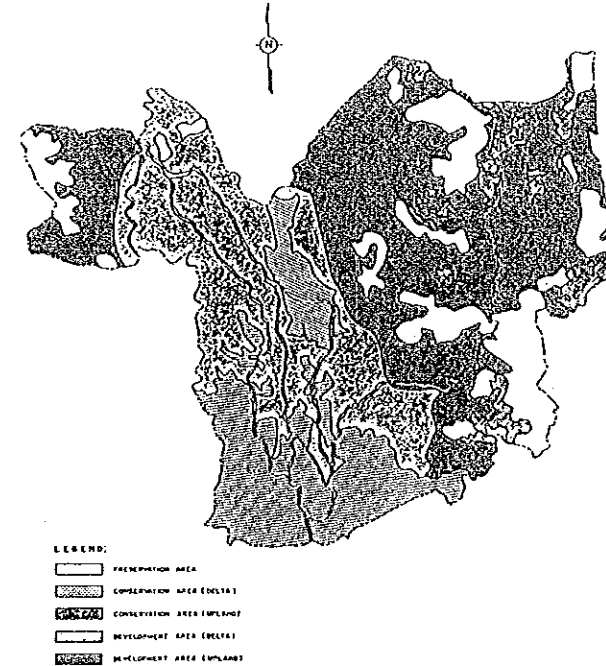 N
LEGEND:
PRESERVATION AREA
CONSERVATION AREA (DELTA)
CONSERVATION AREA (UPLAND)
DEVELOPMENT AREA (DELTA)
DEVELOPMENT AREA (UPLAND)